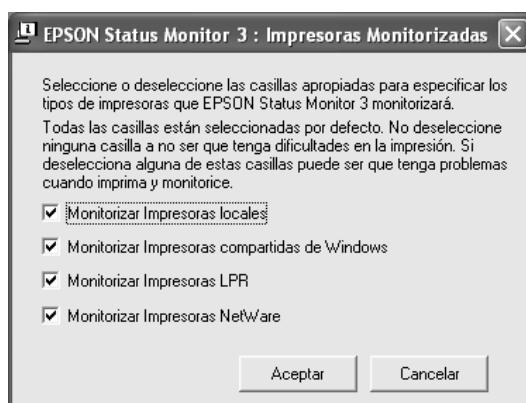 EPSON Status Monitor 3 : Impresoras Monitorizadas
Seleccione o deseleccione las casillas apropiadas para especificar los
tipos de impresoras que EPSON Status Monitor 3 monitorizará.
Todas las casillas están seleccionadas por defecto. No deseleccione
ninguna casilla a no ser que tenga dificultades en la impresión. Si
deselecciona alguna de estas casillas puede ser que tenga problemas
cuando imprima y monitorice.
Monitorizar Impresoras locales
Monitorizar Impresoras compartidas de Windows
Monitorizar Impresoras LPR
Monitorizar Impresoras NetWare
Aceptar
Cancelar